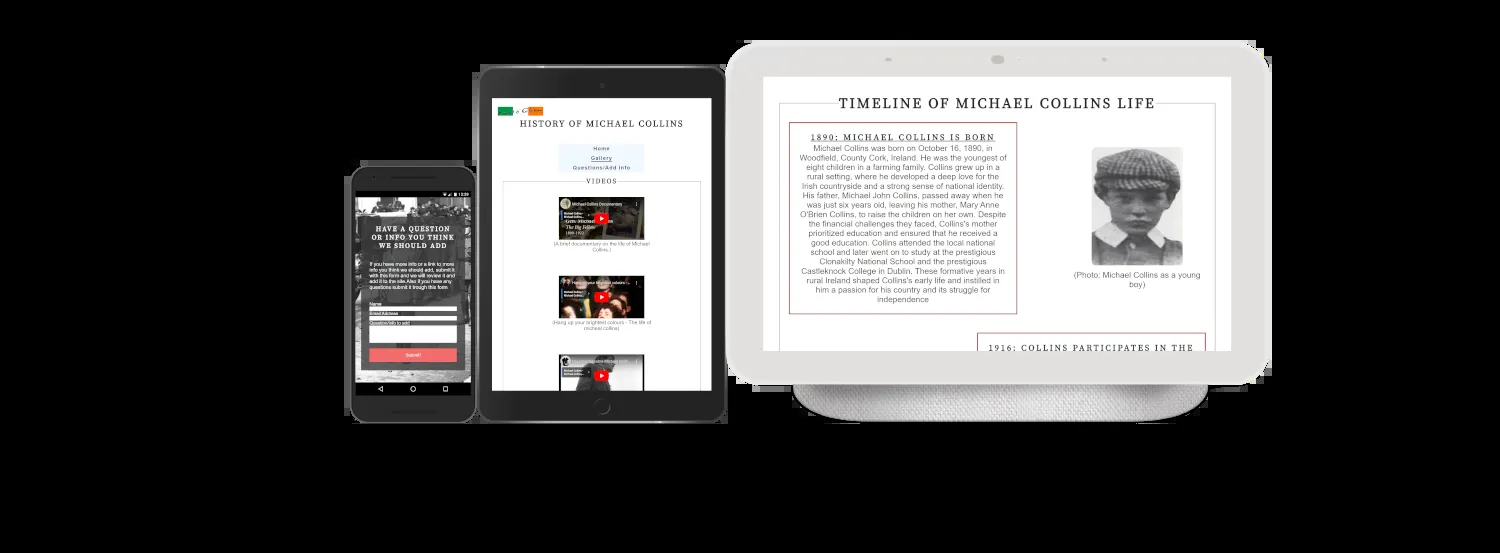 12:29
HAVE A QUESTION
OR INFO YOU THINK
WE SHOULD ADD
If you have more info or a link to more
info you think we should add, submit it
with this form and we will review it and
add it to the site.Also if you have any
questions submit it trough this form
Name
Email Address
Question/info to add
Submit!
HISTORY OF MICHAEL COLLINS
Home
Gallery
Questions/Add Info
VIDEOS
Michael Collins Documentary
The Big Fellow
1890-1922
(A brief documentary on the life of Michael
Collins.)
(Hang up your brightest colours - The life of
micheal collins)
TIMELINE OF MICHAEL COLLINS LIFE
1890: MICHAEL COLLINS IS BORN
Michael Collins was born on October 16, 1890, in
Woodfield, County Cork, Ireland. He was the youngest of
eight children in a farming family. Collins grew up in a
rural setting, where he developed a deep love for the
Irish countryside and a strong sense of national identity.
His father, Michael John Collins, passed away when he
was just six years old, leaving his mother, Mary Anne
O'Brien Collins, to raise the children on her own. Despite
the financial challenges they faced, Collins's mother
prioritized education and ensured that he received a
good education. Collins attended the local national
school and later went on to study at the prestigious
Clonakilty National School and the prestigious
Castleknock College in Dublin. These formative years in
rural Ireland shaped Collins's early life and instilled in
him a passion for his country and its struggle for
independence
(Photo: Michael Collins as a young
boy)
1916: COLLINS PARTICIPATES IN THE